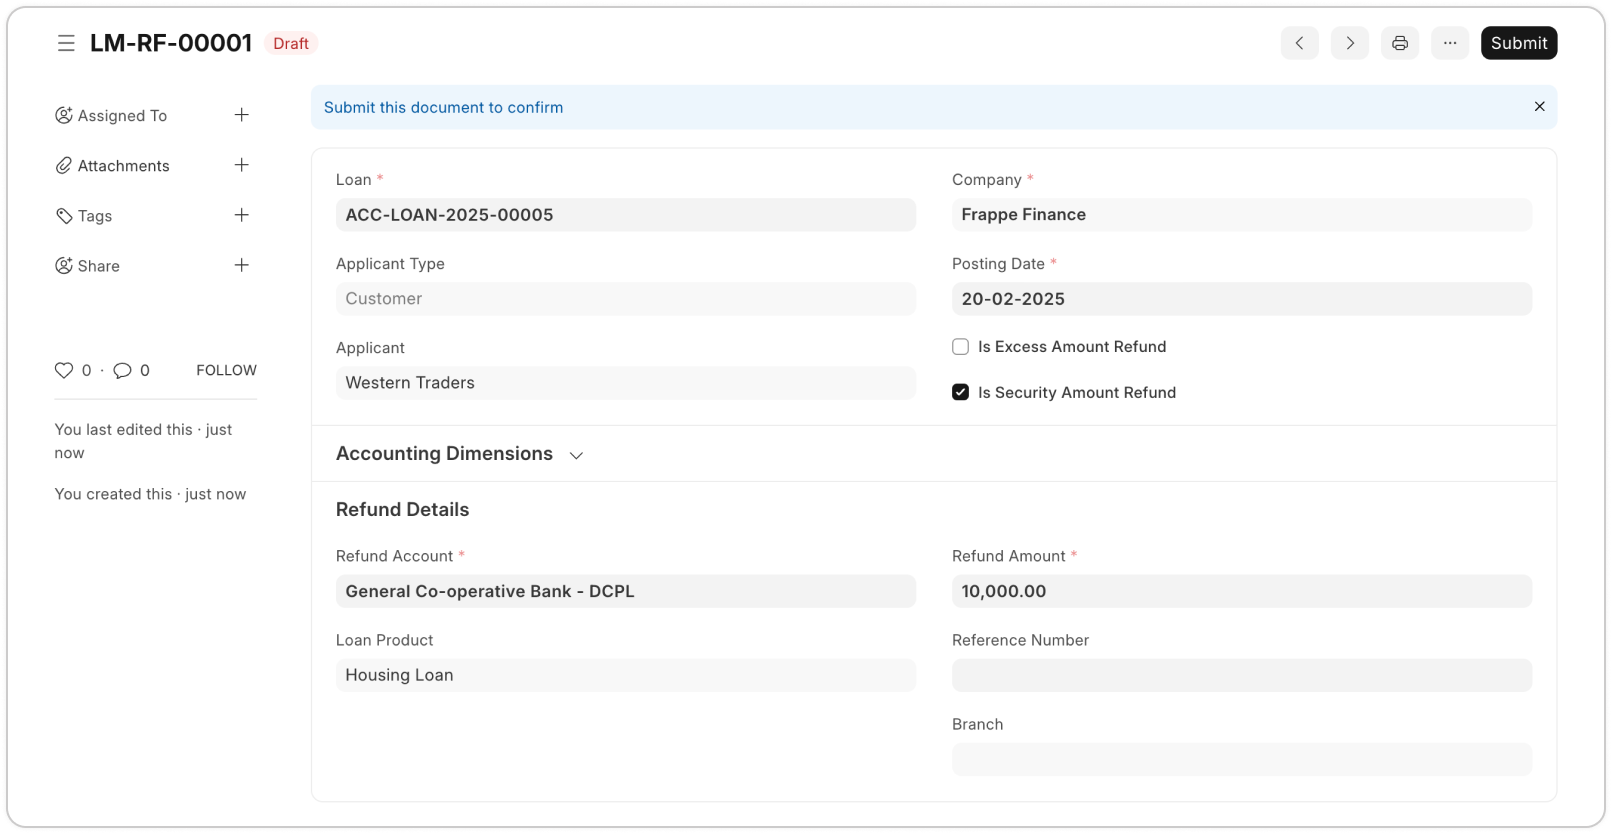 LM-RF-00001 Draft
Submit
Assigned To
Attachments
Tags
Share
0 · 0 FOLLOW
You last edited this · just
now
You created this · just now
Submit this document to confirm
Loan *
ACC-LOAN-2025-00005
Applicant Type
Customer
Applicant
Western Traders
Company *
Frappe Finance
Posting Date *
20-02-2025
Is Excess Amount Refund
Is Security Amount Refund
Accounting Dimensions
Refund Details
Refund Account *
General Co-operative Bank - DCPL
Loan Product
Housing Loan
Refund Amount *
10,000.00
Reference Number
Branch